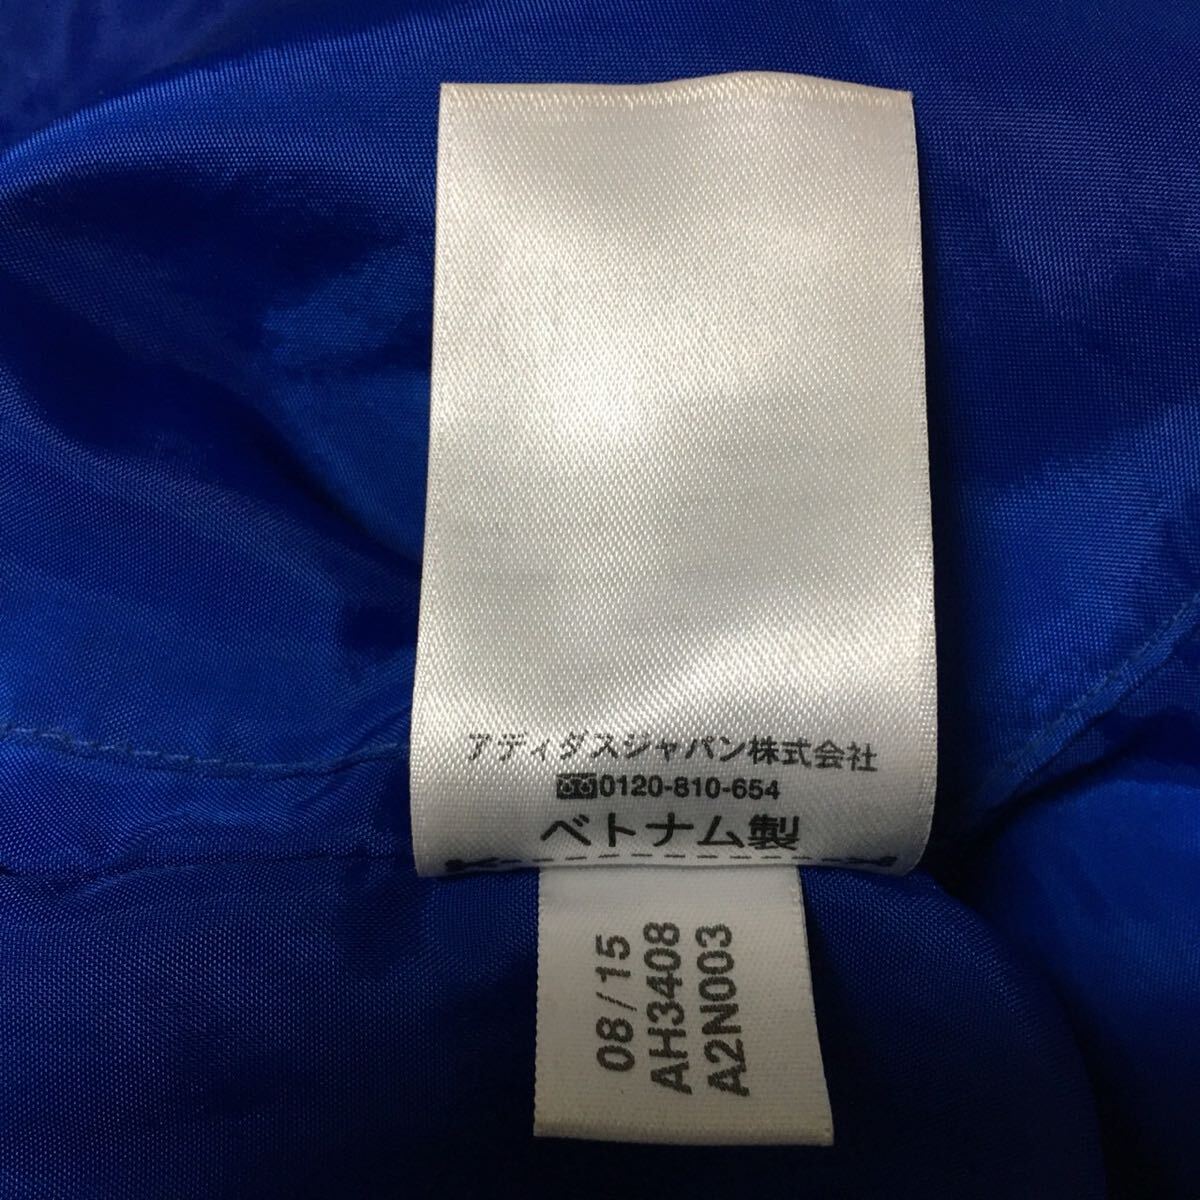 アディダスジャパン株式会社
0120-810-654
ベトナム製
08/15
AH3408
A2N003